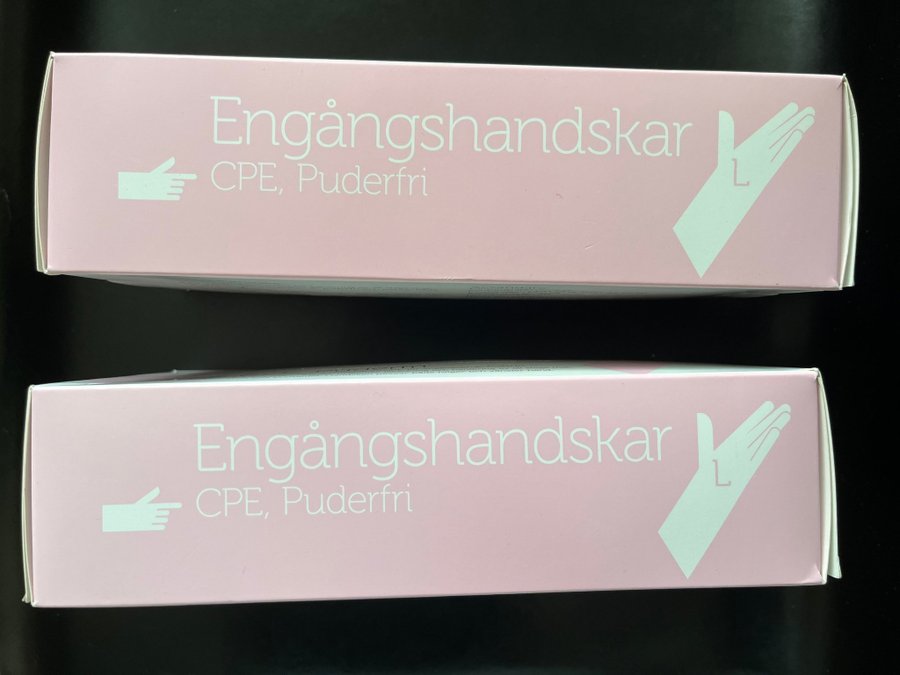 Engångshandskar
CPE, Puderfri
L
Engångshandskar
CPE, Puderfri
L